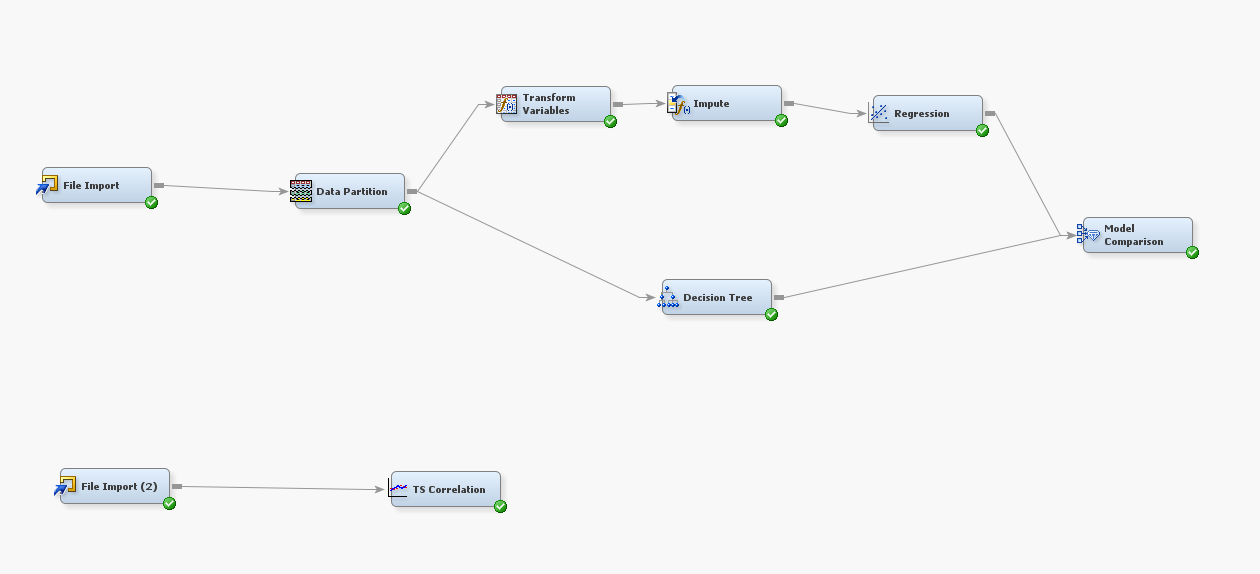 Transform
Variables
Impute
Regression
File Import
Data Partition
Model
Comparison
Decision Tree
File Import (2)
TS Correlation